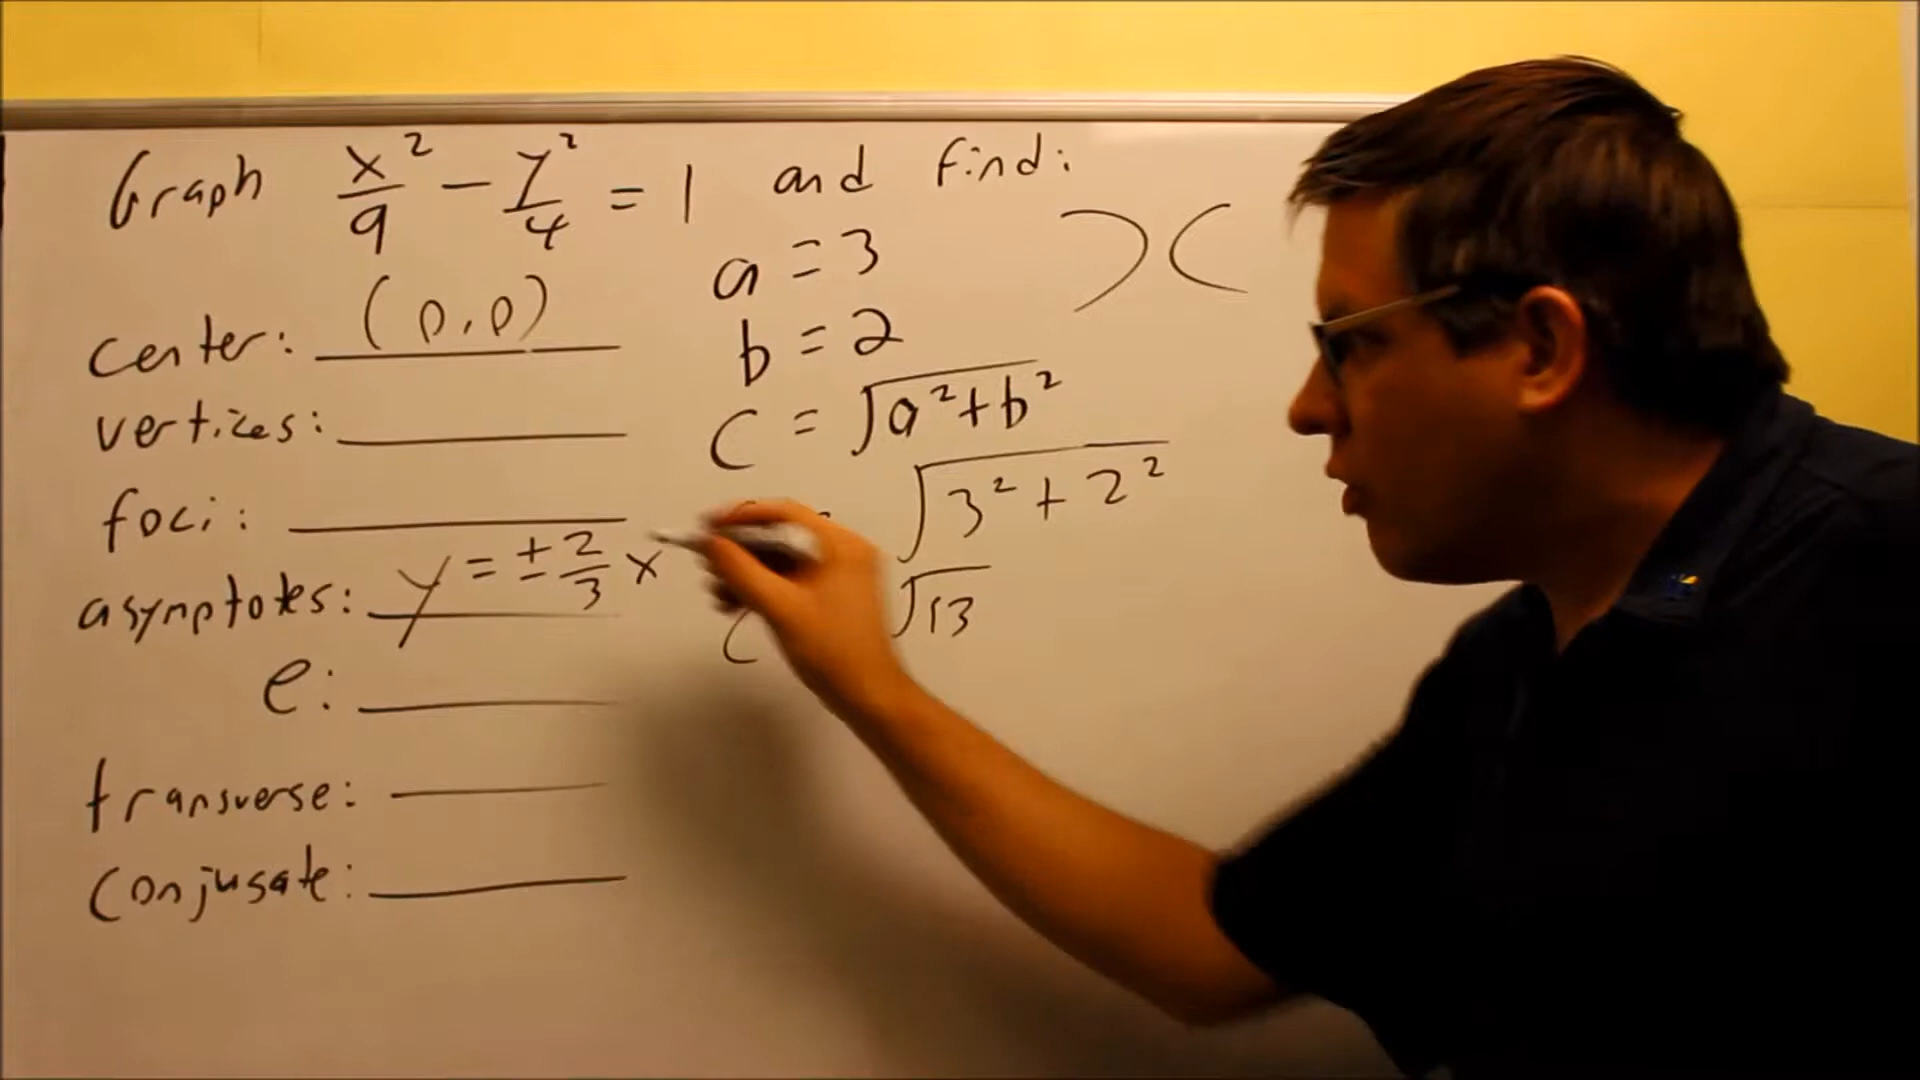 Graph x²/9 - y²/4 = 1 and find:
center: (0,0)
vertices:
foci:
asymptotes: y = ± 2/3 x
e:
transverse:
conjugate:
a = 3
b = 2
c = √a²+b²
√3² + 2²
c √13